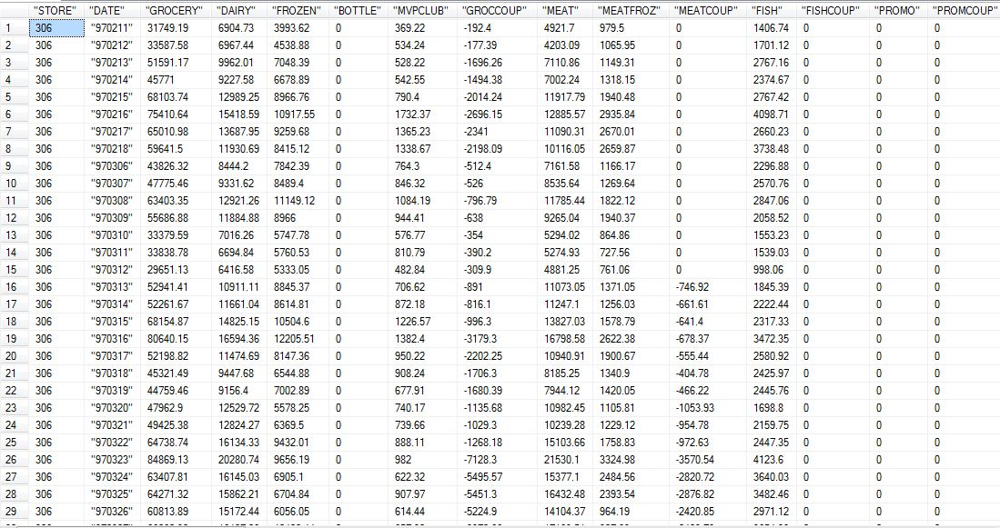 "STORE" "DATE" "GROCERY" "DAIRY" "FROZEN" "BOTTLE" "MVPCLUB" "GROCCOUP" "MEAT" "MEATFROZ" "MEATCOUP" "FISH" "FISHCOUP" "PROMO" "PROMCOUP"
1 306 "970211" 31749.19 6904.73 3993.62 0 369.22 -192.4 4921.7 979.5 0 1406.74 0 0 0
2 306 "970212" 33587.58 6967.44 4538.88 0 534.24 -177.39 4203.09 1065.95 0 1701.12 0 0 0
3 306 "970213" 51591.17 9962.01 7048.39 0 528.22 -1696.26 7110.86 1149.31 0 2767.16 0 0 0
4 306 "970214" 45771 9227.58 6678.89 0 542.55 -1494.38 7002.24 1318.15 0 2374.67 0 0 0
5 306 "970215" 68103.74 12989.25 8966.76 0 790.4 -2014.24 11917.79 1940.48 0 2767.42 0 0 0
6 306 "970216" 75410.64 15418.59 10917.55 0 1732.37 -2696.15 12885.57 2935.84 0 4098.71 0 0 0
7 306 "970217" 65010.98 13687.95 9259.68 0 1365.23 -2341 11090.31 2670.01 0 2660.23 0 0 0
8 306 "970218" 59641.5 11930.69 8415.12 0 1338.67 -2198.09 10116.05 2659.87 0 3738.48 0 0 0
9 306 "970306" 43826.32 8444.2 7842.39 0 764.3 -512.4 7161.58 1166.17 0 2296.88 0 0 0
10 306 "970307" 47775.46 9331.62 8489.4 0 846.32 -526 8535.64 1269.64 0 2570.76 0 0 0
11 306 "970308" 63403.35 12921.26 11149.12 0 1084.19 -796.79 11785.44 1822.12 0 2847.06 0 0 0
12 306 "970309" 55686.88 11884.88 8966 0 944.41 -638 9265.04 1940.37 0 2058.52 0 0 0
13 306 "970310" 33379.59 7016.26 5747.78 0 576.77 -354 5294.02 864.86 0 1553.23 0 0 0
14 306 "970311" 33838.78 6694.84 5760.53 0 810.79 -390.2 5274.93 727.56 0 1539.03 0 0 0
15 306 "970312" 29651.13 6416.58 5333.05 0 482.84 -309.9 4881.25 761.06 0 998.06 0 0 0
16 306 "970313" 52941.41 10911.11 8845.37 0 706.62 -891 11073.05 1371.05 -746.92 1845.39 0 0 0
17 306 "970314" 52261.67 11661.04 8614.81 0 872.18 -816.1 11247.1 1256.03 -661.61 2222.44 0 0 0
18 306 "970315" 68154.87 14825.15 10504.6 0 1226.57 -996.3 13827.03 1578.79 -641.4 2317.33 0 0 0
19 306 "970316" 80640.15 16594.36 12205.51 0 1382.4 -3179.3 16798.58 2622.38 -678.37 3472.35 0 0 0
20 306 "970317" 52198.82 11474.69 8147.36 0 950.22 -2202.25 10940.91 1900.67 -555.44 2580.92 0 0 0
21 306 "970318" 45321.49 9447.68 6544.88 0 908.24 -1706.3 8185.25 1340.9 -404.78 2425.97 0 0 0
22 306 "970319" 44759.46 9156.4 7002.89 0 677.91 -1680.39 7944.12 1420.05 -466.22 2445.76 0 0 0
23 306 "970320" 47962.9 12529.72 5578.25 0 740.17 -1135.68 10982.45 1105.81 -1053.93 1698.8 0 0 0
24 306 "970321" 49425.38 12824.27 6369.5 0 739.66 -1029.3 10239.28 1229.12 -954.78 2159.75 0 0 0
25 306 "970322" 64738.74 16134.33 9432.01 0 888.11 -1268.18 15103.66 1758.83 -972.63 2447.35 0 0 0
26 306 "970323" 84869.13 20280.74 9656.19 0 982 -7128.3 21530.1 3324.98 -3570.54 4123.6 0 0 0
27 306 "970324" 63407.81 16145.03 6905.1 0 622.32 -5495.57 15377.1 2484.56 -2820.72 3640.03 0 0 0
28 306 "970325" 64271.32 15862.21 6704.84 0 907.97 -5451.3 16432.48 2393.54 -2876.82 3482.46 0 0 0
29 306 "970326" 60813.89 15172.44 6056.05 0 614.44 -5224.9 14104.37 964.19 -2420.85 2971.12 0 0 0